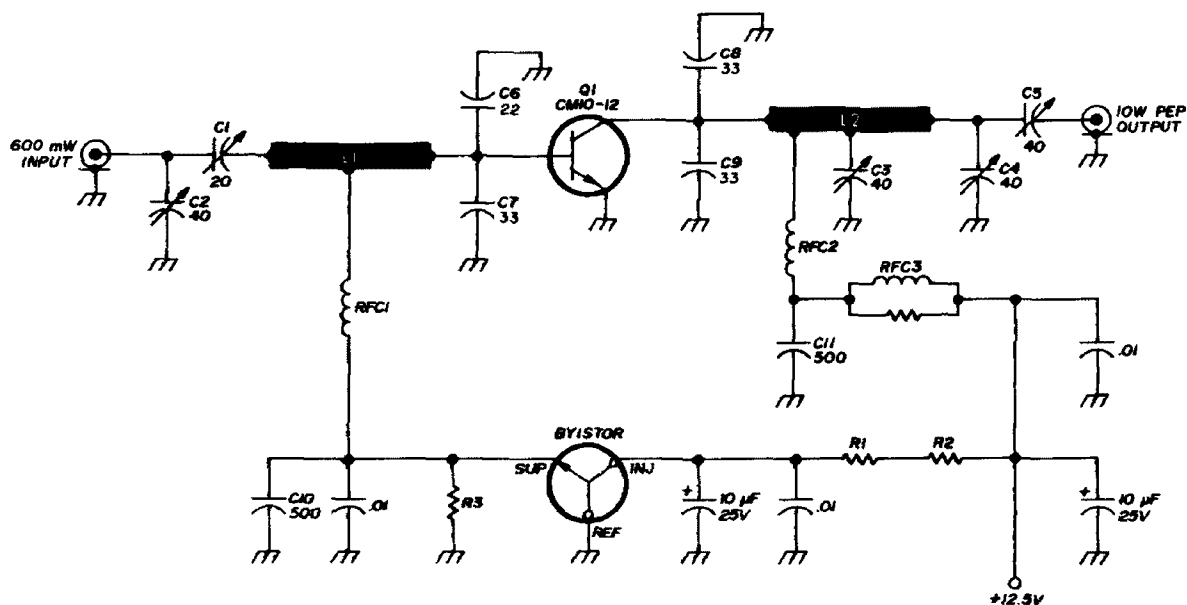 C8
33
C6
22
Q1
CM10-12
C5
40
10W PEP
OUTPUT
600 mW
INPUT
C1
20
L1
L2
C2
40
C7
33
C9
33
C3
40
C4
40
RFC1
RFC2
RFC3
C11
500
.01
BYISTOR
SUP
INJ
REF
R1
R2
C10
500
.01
R3
+
10 µF
25V
.01
+
10 µF
25V
+12.5V